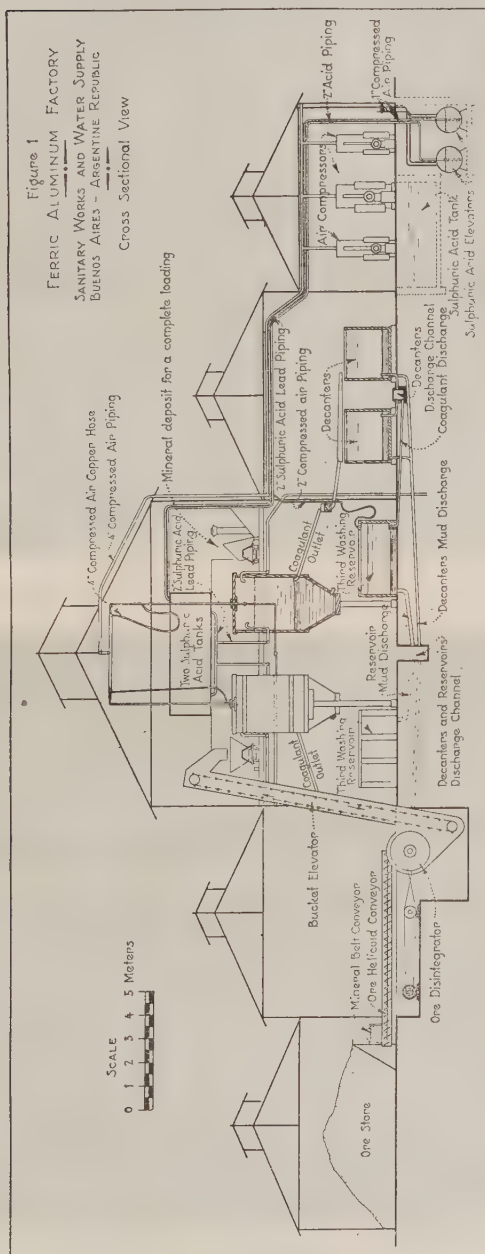 Figure 1
FERRIC ALUMINUM FACTORY
SANITARY WORKS AND WATER SUPPLY
BUENOS AIRES – ARGENTINE REPUBLIC
Cross Sectional View
SCALE
0 1 2 3 4 5 Meters
4" Compressed Air Copper Hose
4" Compressed Air Piping
Mineral deposit for a complete loading
2" Sulphuric Acid
Lead Piping
Two Sulphuric
Acid Tanks
2" Sulphuric Acid Lead Piping
2" Compressed air Piping
Decanters
Air Compressors
2" Acid Piping
1" Compressed
Air Piping
Coagulant
Outlet
Third Washing
Reservoir
Coagulant
Outlet
Third Washing
Reservoir
Reservoir
Mud Discharge
Bucket Elevator
Mineral Belt Conveyor
Ore Helicoid Conveyor
Ore Store
Ore Disintegrator
Decanters and Reservoirs'
Discharge Channel
Decanters Mud Discharge
Decanters
Discharge Channel
Coagulant Discharge
Sulphuric Acid Tank
Sulphuric Acid Elevators